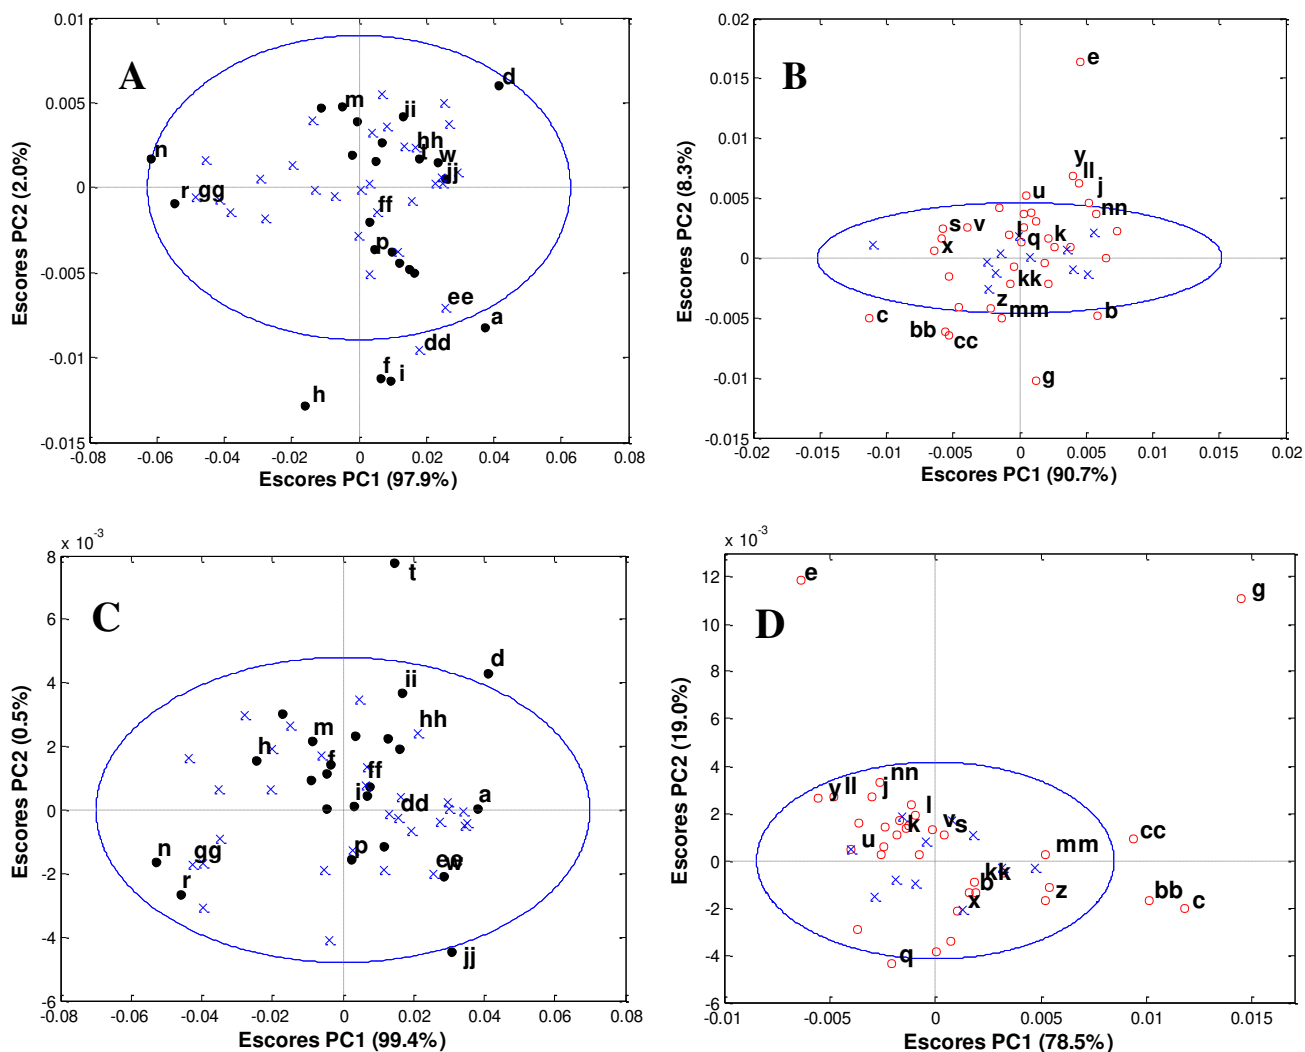 A
0.01
0.005
0
-0.005
-0.01
-0.015
-0.08
-0.06
-0.04
-0.02
0
0.02
0.04
0.06
0.08
Escores PC2 (2.0%)
Escores PC1 (97.9%)
d
m
ii
hh
w
jj
n
r
gg
ff
p
ee
a
dd
f
i
h
B
0.02
0.015
0.01
0.005
0
-0.005
-0.01
-0.015
-0.02
-0.015
-0.01
-0.005
0
0.005
0.01
0.015
0.02
Escores PC2 (8.3%)
Escores PC1 (90.7%)
e
y
ll
j
u
nn
s
v
l
q
k
x
kk
z
mm
b
c
bb
cc
g
C
x 10-3
8
6
4
2
0
-2
-4
-6
-0.08
-0.06
-0.04
-0.02
0
0.02
0.04
0.06
0.08
Escores PC2 (0.5%)
Escores PC1 (99.4%)
t
d
ii
m
hh
h
f
ff
i
dd
a
p
n
gg
ee
w
r
jj
D
x 10-3
12
10
8
6
4
2
0
-2
-4
-6
-0.01
-0.005
0
0.005
0.01
0.015
Escores PC2 (19.0%)
Escores PC1 (78.5%)
e
g
nn
y
ll
j
l
k
v
s
u
mm
cc
kk
b
z
bb
c
x
q